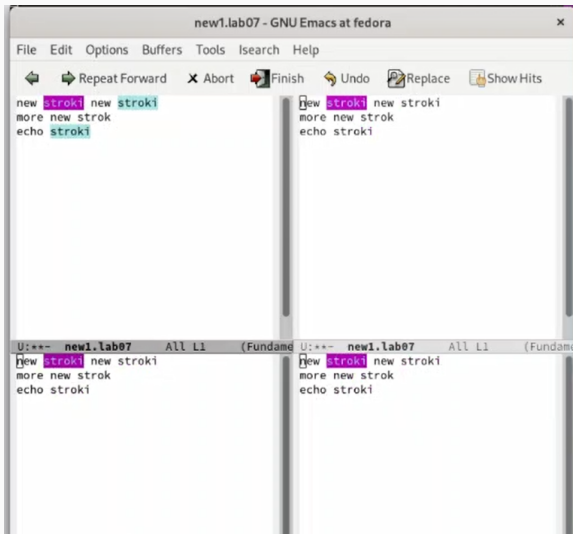 new1.lab07 - GNU Emacs at fedora ×
File Edit Options Buffers Tools Isearch Help
Repeat Forward Abort Finish Undo Replace Show Hits
new stroki new stroki
more new strok
echo stroki
U:**- new1.lab07 All L1 (Fundame
new stroki new stroki
more new strok
echo stroki
U:**- new1.lab07 All L1 (Fundame
new stroki new stroki
more new strok
echo stroki
new stroki new stroki
more new strok
echo stroki